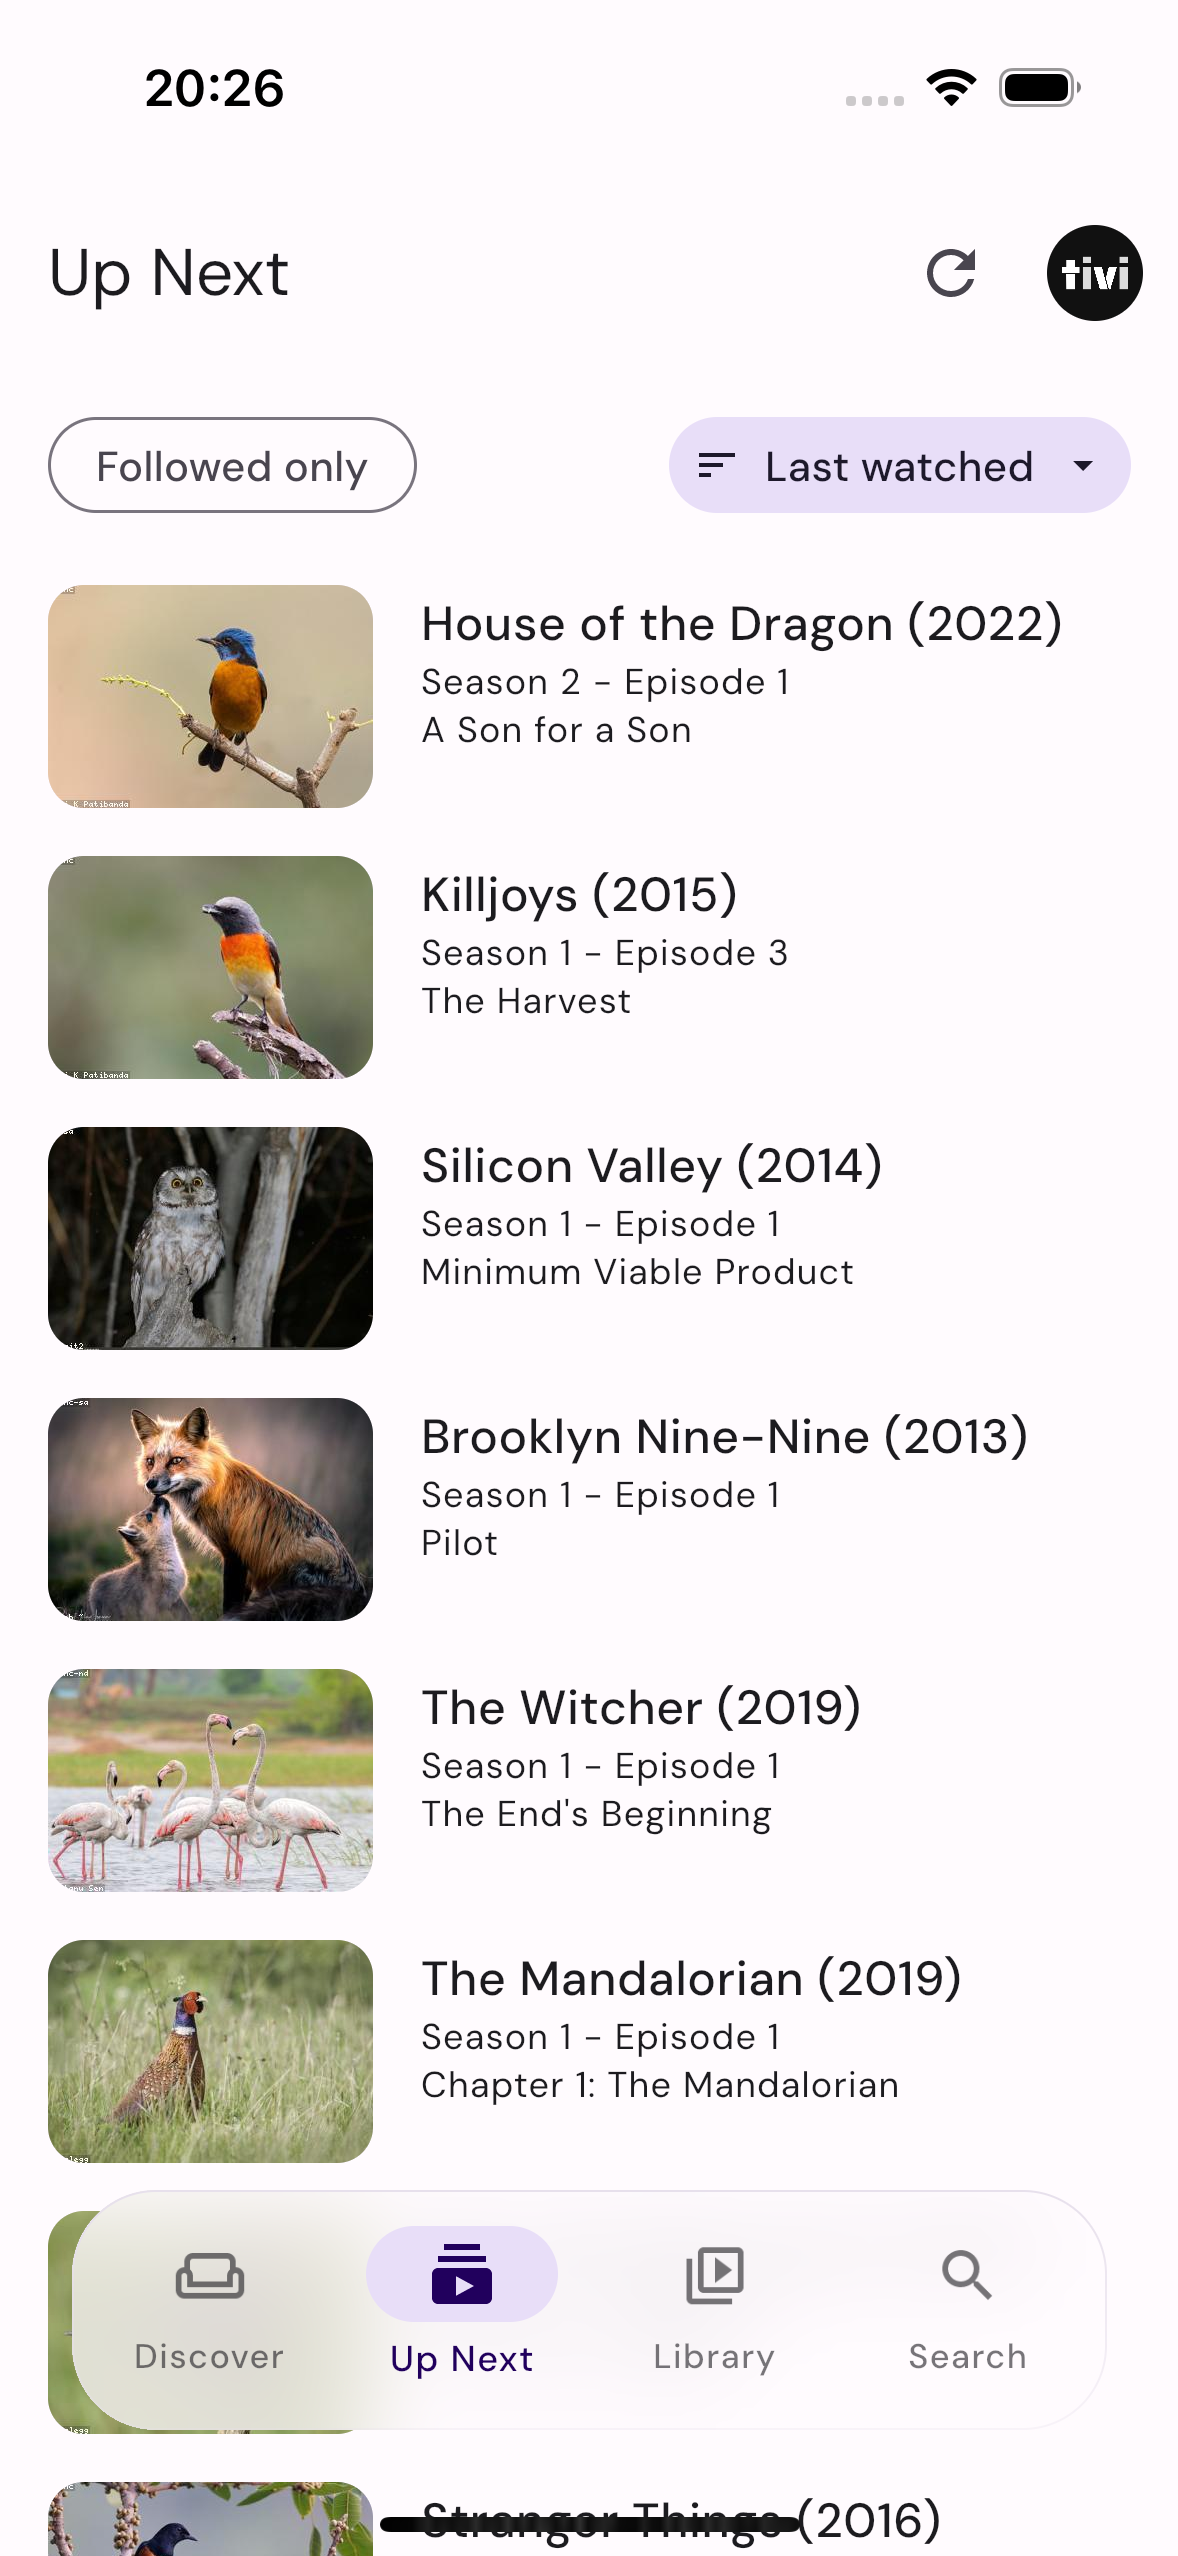 20:26
Up Next
tivi
Followed only
Last watched
House of the Dragon (2022)
Season 2 - Episode 1
A Son for a Son
K Patibanda
Killjoys (2015)
Season 1 - Episode 3
The Harvest
K Patibanda
Silicon Valley (2014)
Season 1 - Episode 1
Minimum Viable Product
Brooklyn Nine-Nine (2013)
Season 1 - Episode 1
Pilot
The Witcher (2019)
Season 1 - Episode 1
The End's Beginning
The Mandalorian (2019)
Season 1 - Episode 1
Chapter 1: The Mandalorian
Discover
Up Next
Library
Search
Stranger Things (2016)